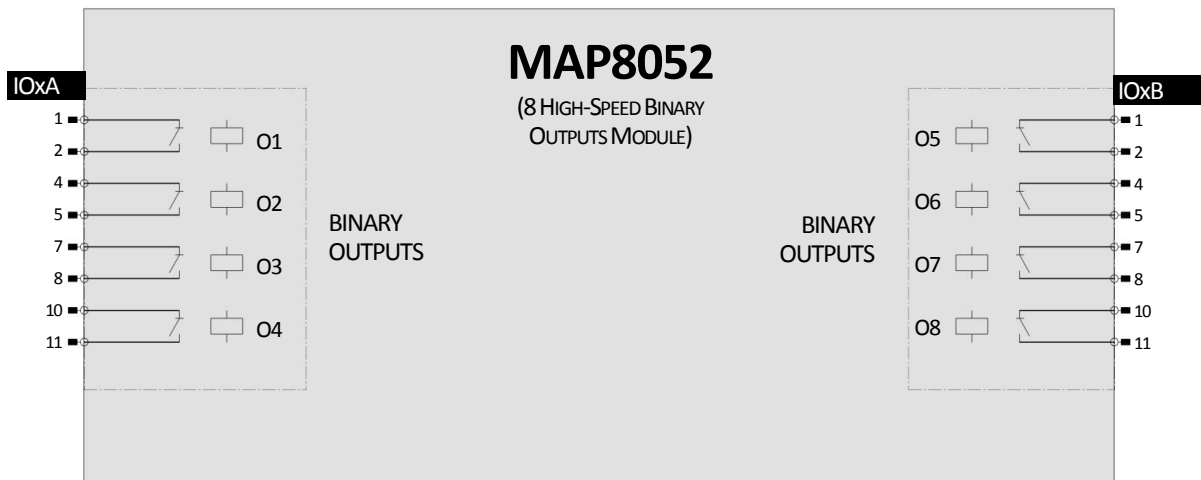 MAP8052
(8 HIGH-SPEED BINARY
OUTPUTS MODULE)
IOxA
1
2
4
5
7
8
10
11
O1
O2
O3
O4
BINARY
OUTPUTS
BINARY
OUTPUTS
O5
O6
O7
O8
IOxB
1
2
4
5
7
8
10
11